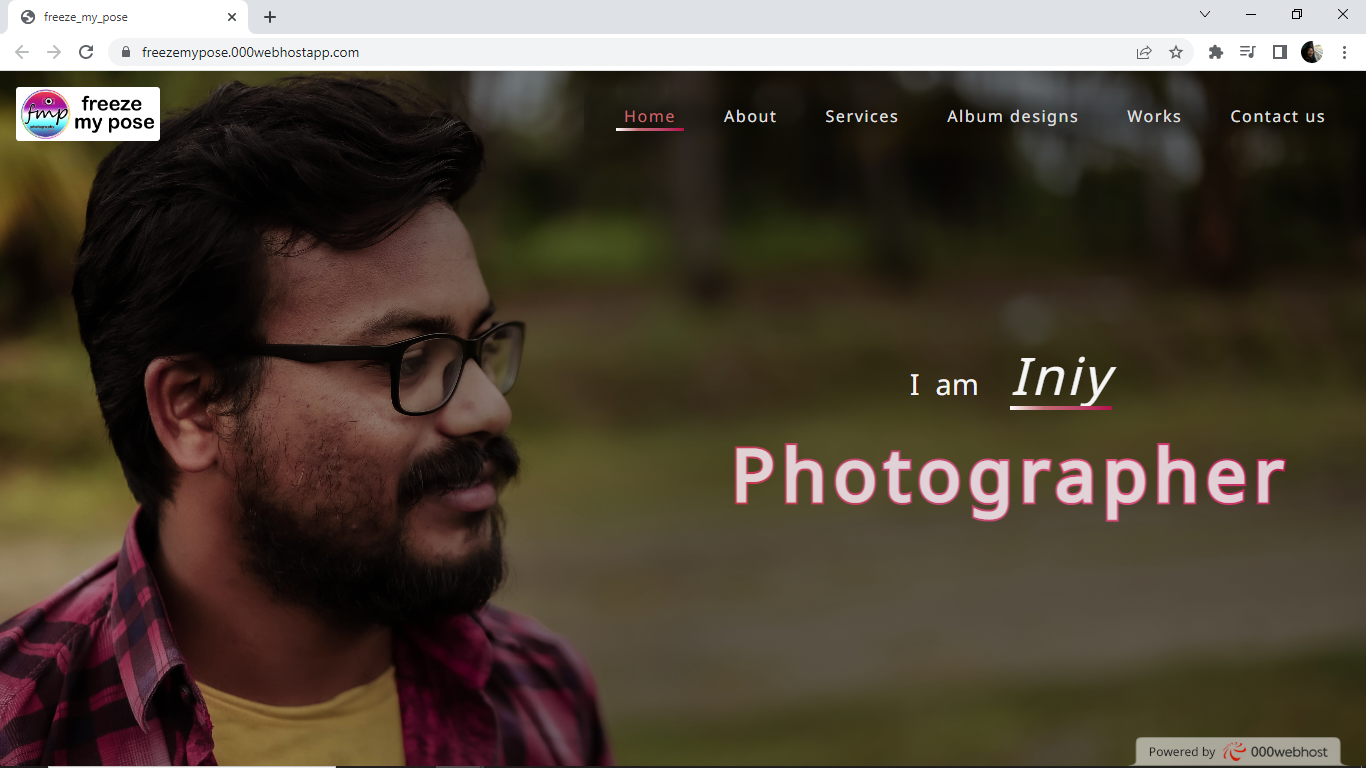 freeze_my_pose
freezemypose.000webhostapp.com
fmp
photography
freeze
my pose
Home About Services Album designs Works Contact us
I am Iniy
Photographer
Powered by 000webhost